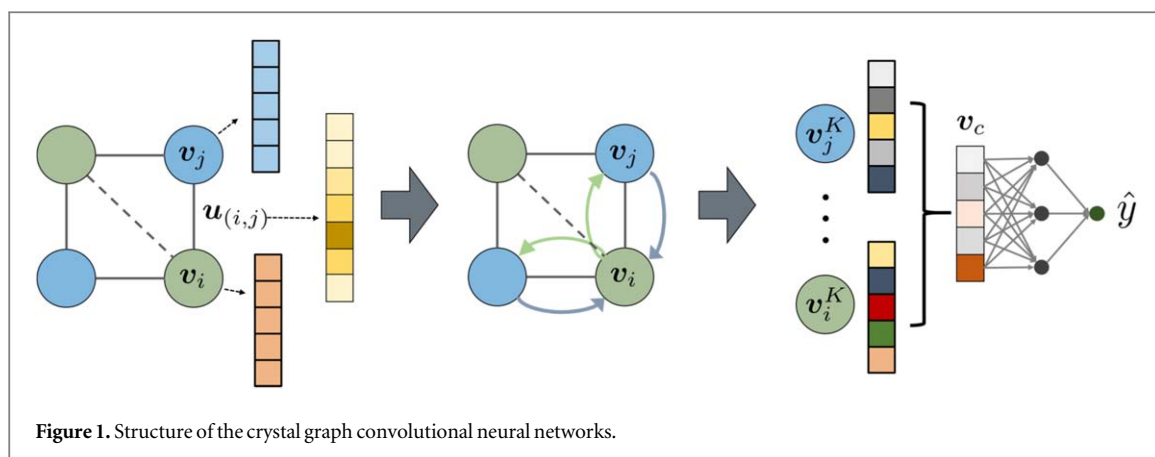 v_j
u_(i,j)
v_i
v_j
v_i
v_j^K
v_i^K
v_c
ŷ
Figure 1. Structure of the crystal graph convolutional neural networks.